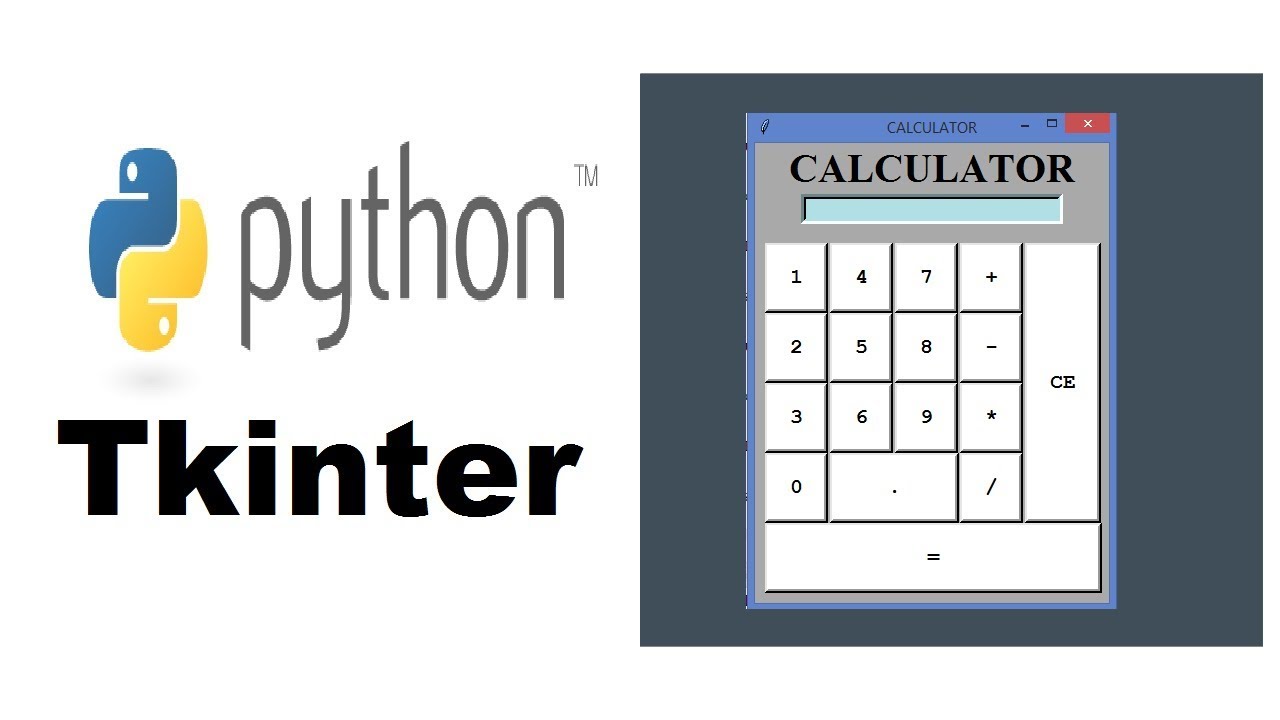 python
TM
Tkinter
CALCULATOR
CALCULATOR
1 4 7 +
2 5 8 -
CE
3 6 9 *
0 . /
=